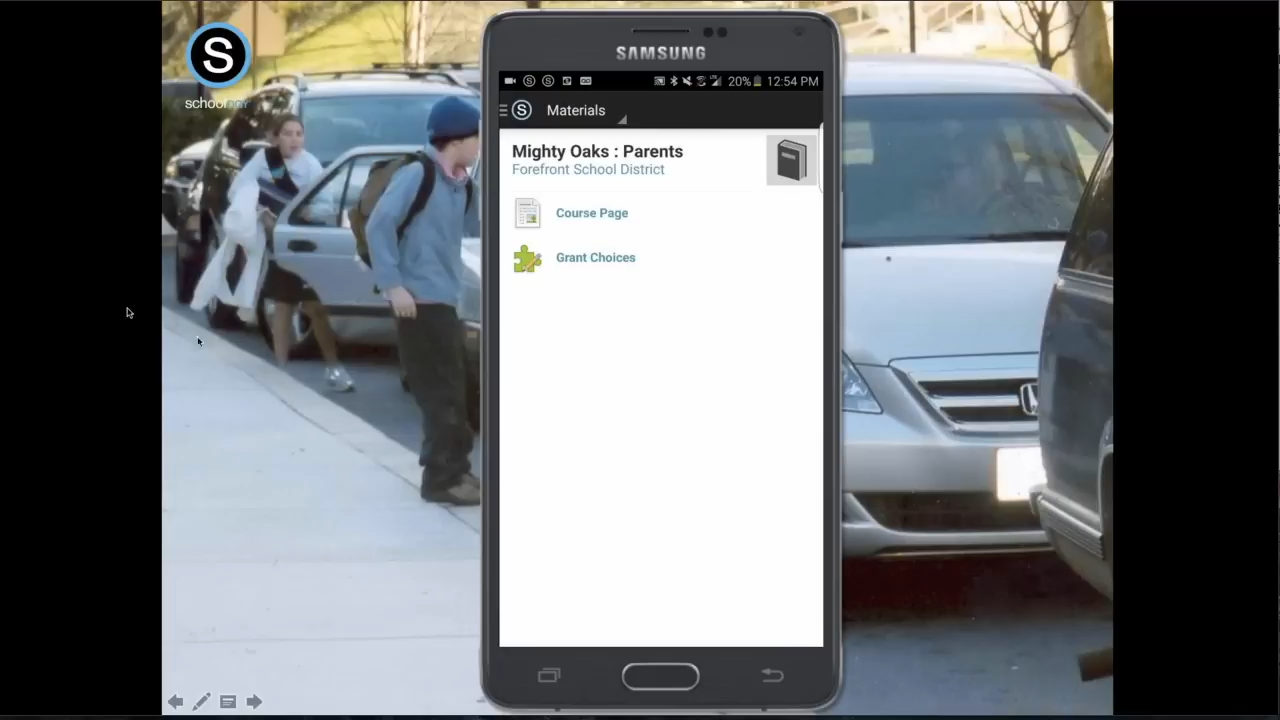 S
schoology
SAMSUNG
20% 12:54 PM
S Materials
Mighty Oaks : Parents
Forefront School District
Course Page
Grant Choices